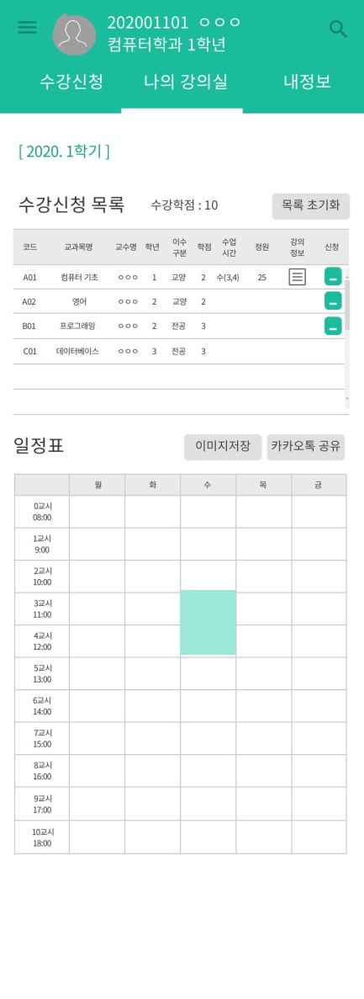 202001101 ㅇㅇㅇ
컴퓨터학과 1학년
수강신청 나의 강의실 내정보
[ 2020. 1학기 ]
수강신청 목록 수강학점 : 10 목록 초기화
코드 교과목명 교수명 학년 이수 구분 학점 수업 시간 정원 강의 정보 신청
A01 컴퓨터 기초 ㅇㅇㅇ 1 교양 2 수(3,4) 25
A02 영어 ㅇㅇㅇ 2 교양 2
B01 프로그래밍 ㅇㅇㅇ 2 전공 3
C01 데이터베이스 ㅇㅇㅇ 3 전공 3
일정표 이미지저장 카카오톡 공유
월 화 수 목 금
0교시
08:00
1교시
9:00
2교시
10:00
3교시
11:00
4교시
12:00
5교시
13:00
6교시
14:00
7교시
15:00
8교시
16:00
9교시
17:00
10교시
18:00